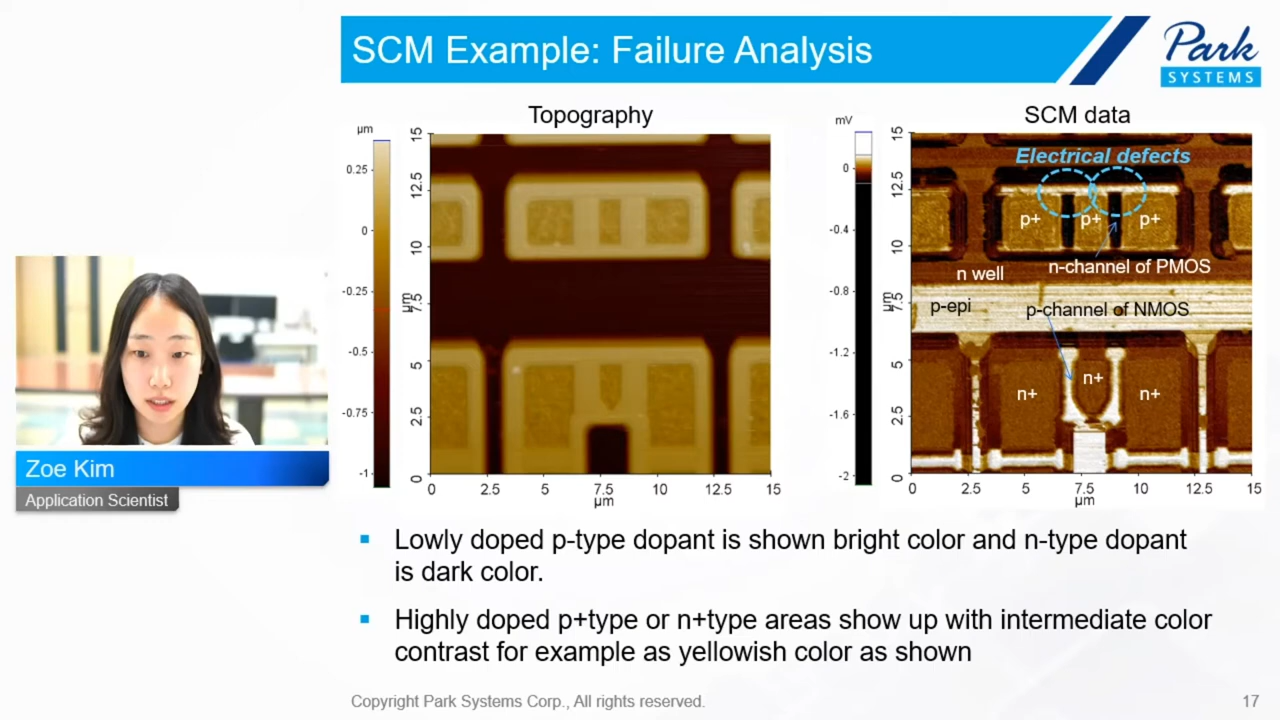 SCM Example: Failure Analysis
Park
SYSTEMS
Topography
SCM data
µm
0.25
0
-0.25
-0.5
-0.75
-1
15
12.5
10
7.5
5
2.5
0
µm
0 2.5 5 7.5 10 12.5 15
µm
mV
0
-0.4
-0.8
-1.2
-1.6
-2
15
12.5
10
7.5
5
2.5
0
µm
Electrical defects
p+ p+ p+
n well
n-channel of PMOS
p-epi
p-channel of NMOS
n+ n+ n+
0 2.5 5 7.5 10 12.5 15
µm
Zoe Kim
Application Scientist
▪ Lowly doped p-type dopant is shown bright color and n-type dopant
is dark color.
▪ Highly doped p+type or n+type areas show up with intermediate color
contrast for example as yellowish color as shown
Copyright Park Systems Corp., All rights reserved.
17